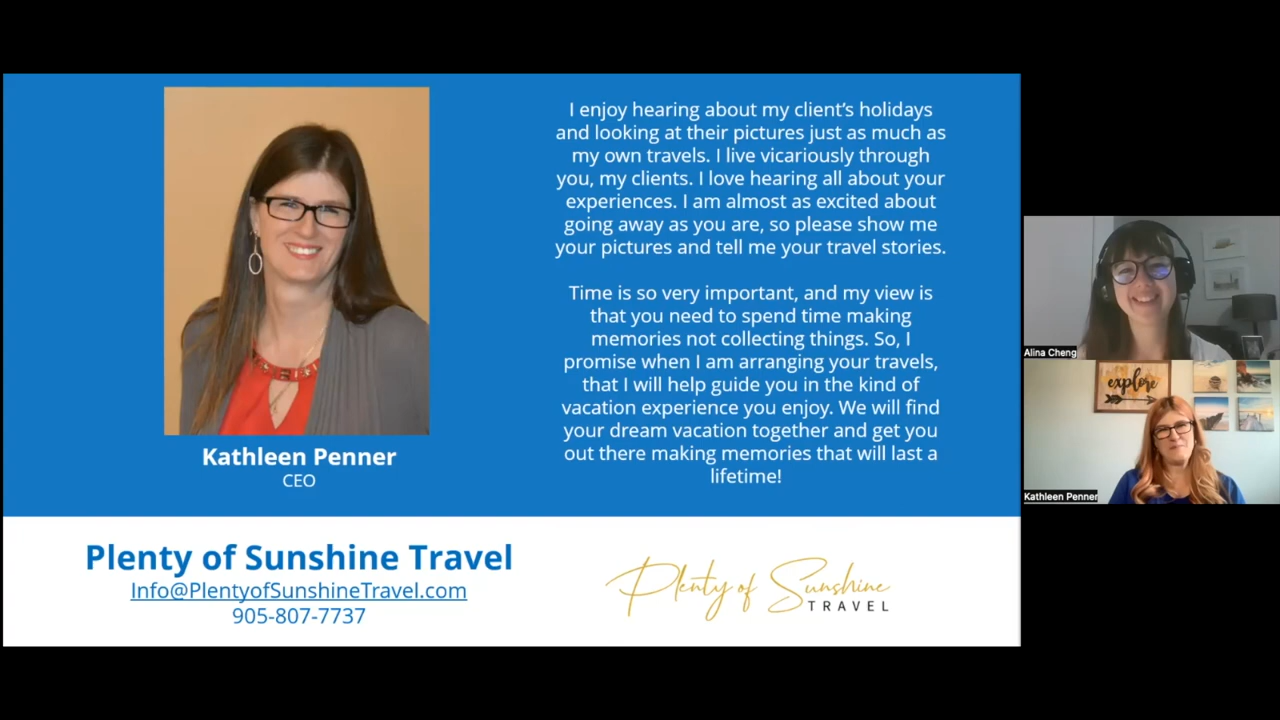 I enjoy hearing about my client's holidays
and looking at their pictures just as much as
my own travels. I live vicariously through
you, my clients. I love hearing all about your
experiences. I am almost as excited about
going away as you are, so please show me
your pictures and tell me your travel stories.
Time is so very important, and my view is
that you need to spend time making
memories not collecting things. So, I
promise when I am arranging your travels,
that I will help guide you in the kind of
vacation experience you enjoy. We will find
your dream vacation together and get you
out there making memories that will last a
lifetime!
Kathleen Penner
CEO
Plenty of Sunshine Travel
Info@PlentyofSunshineTravel.com
905-807-7737
Plenty of Sunshine
TRAVEL
Alina Cheng
explore
Kathleen Penner